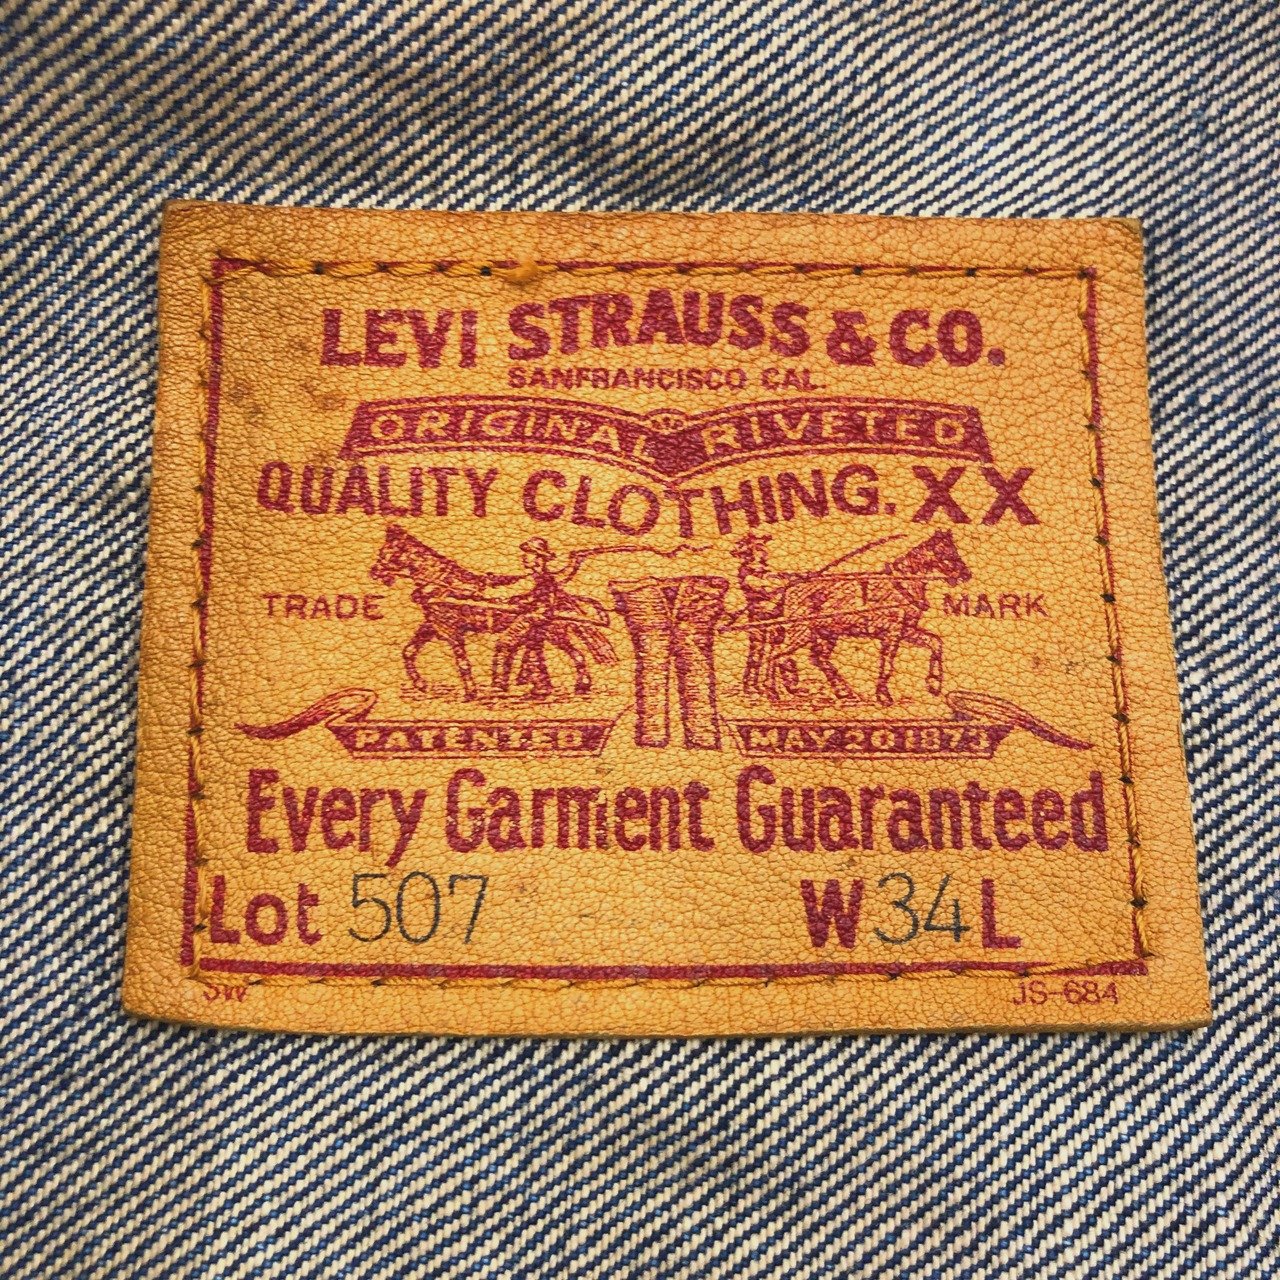 LEVI STRAUSS & CO.
SANFRANCISCO CAL.
ORIGINAL RIVETED
QUALITY CLOTHING. XX
TRADE MARK
PATENTED MAY 20 1873
Every Garment Guaranteed
Lot 507 W 34 L
SW JS-684